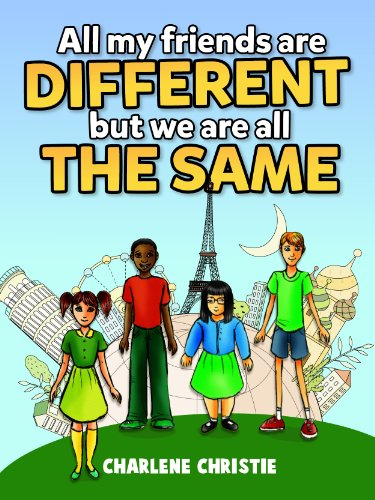 All my friends are
DIFFERENT
but we are all
THE SAME
CHARLENE CHRISTIE